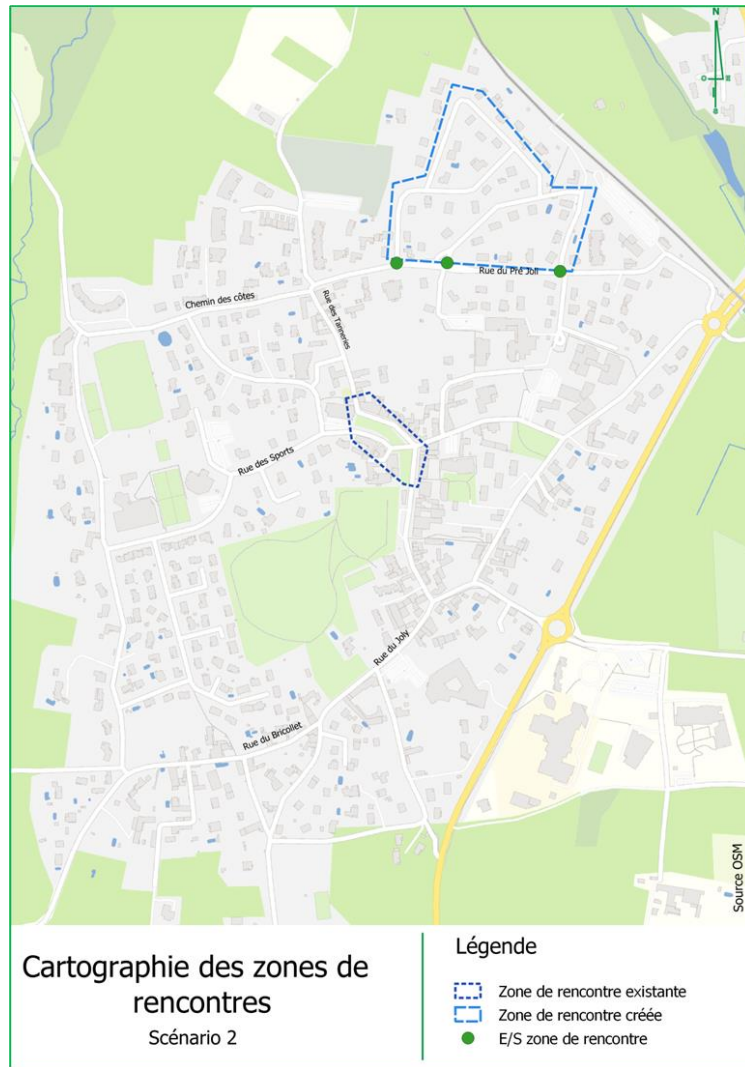 N
Rue du Pré Joli
Chemin des côtes
Rue des Tanneries
Rue des Sports
Rue du Joly
Rue du Bricollet
Source OSM
Cartographie des zones de
rencontres
Scénario 2
Légende
Zone de rencontre existante
Zone de rencontre créée
E/S zone de rencontre